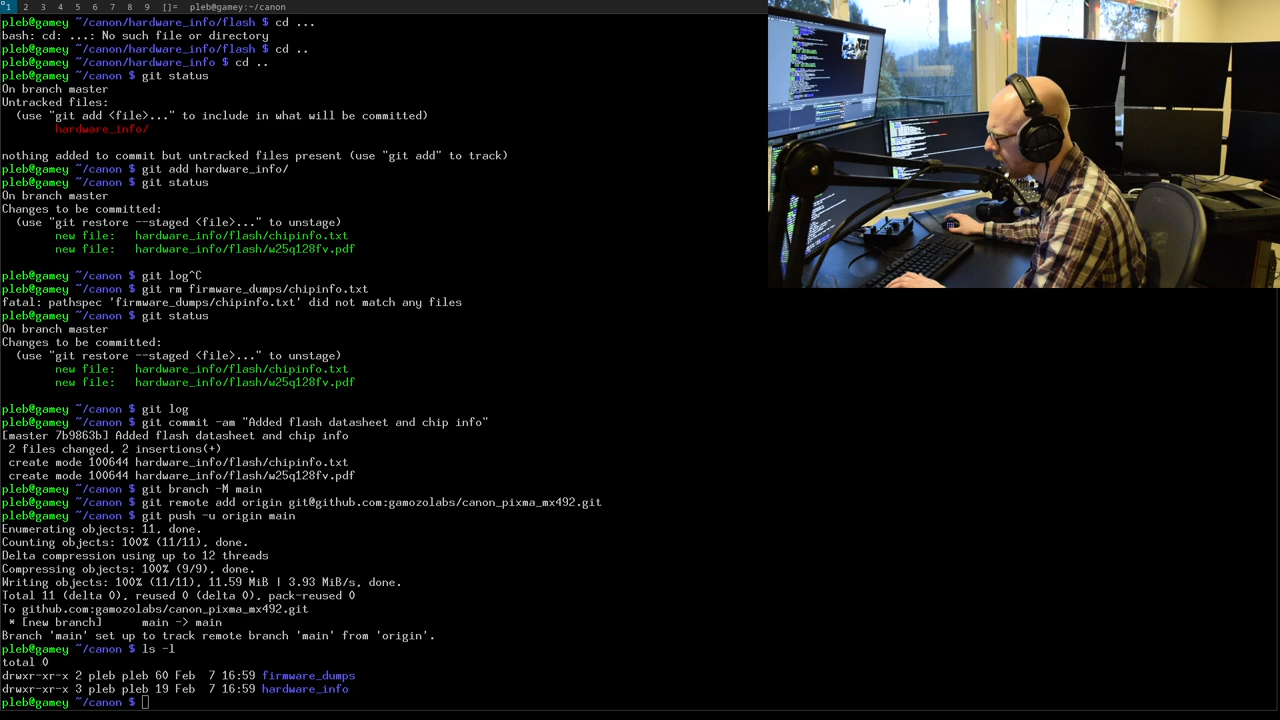 1 2 3 4 5 6 7 8 9 []= pleb@gamey:~/canon
pleb@gamey ~/canon/hardware_info/flash $ cd ...
bash: cd: ...: No such file or directory
pleb@gamey ~/canon/hardware_info/flash $ cd ..
pleb@gamey ~/canon/hardware_info $ cd ..
pleb@gamey ~/canon $ git status
On branch master
Untracked files:
  (use "git add <file>..." to include in what will be committed)
        hardware_info/
nothing added to commit but untracked files present (use "git add" to track)
pleb@gamey ~/canon $ git add hardware_info/
pleb@gamey ~/canon $ git status
On branch master
Changes to be committed:
  (use "git restore --staged <file>..." to unstage)
        new file:   hardware_info/flash/chipinfo.txt
        new file:   hardware_info/flash/w25q128fv.pdf
pleb@gamey ~/canon $ git log^C
pleb@gamey ~/canon $ git rm firmware_dumps/chipinfo.txt
fatal: pathspec 'firmware_dumps/chipinfo.txt' did not match any files
pleb@gamey ~/canon $ git status
On branch master
Changes to be committed:
  (use "git restore --staged <file>..." to unstage)
        new file:   hardware_info/flash/chipinfo.txt
        new file:   hardware_info/flash/w25q128fv.pdf
pleb@gamey ~/canon $ git log
pleb@gamey ~/canon $ git commit -am "Added flash datasheet and chip info"
[master 7b9863b] Added flash datasheet and chip info
 2 files changed, 2 insertions(+)
 create mode 100644 hardware_info/flash/chipinfo.txt
 create mode 100644 hardware_info/flash/w25q128fv.pdf
pleb@gamey ~/canon $ git branch -M main
pleb@gamey ~/canon $ git remote add origin git@github.com:gamozolabs/canon_pixma_mx492.git
pleb@gamey ~/canon $ git push -u origin main
Enumerating objects: 11, done.
Counting objects: 100% (11/11), done.
Delta compression using up to 12 threads
Compressing objects: 100% (9/9), done.
Writing objects: 100% (11/11), 11.59 MiB | 3.93 MiB/s, done.
Total 11 (delta 0), reused 0 (delta 0), pack-reused 0
To github.com:gamozolabs/canon_pixma_mx492.git
 * [new branch]      main -> main
Branch 'main' set up to track remote branch 'main' from 'origin'.
pleb@gamey ~/canon $ ls -l
total 0
drwxr-xr-x 2 pleb pleb 60 Feb  7 16:59 firmware_dumps
drwxr-xr-x 3 pleb pleb 19 Feb  7 16:59 hardware_info
pleb@gamey ~/canon $